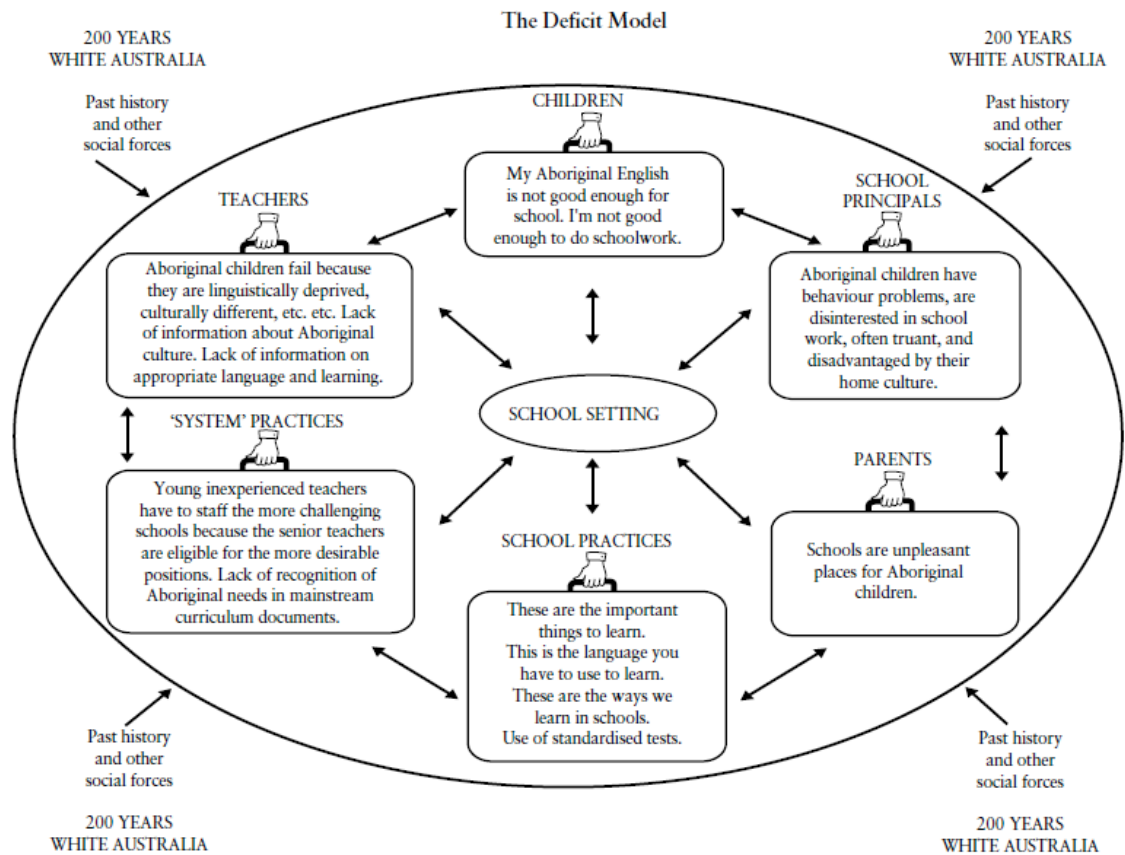 The Deficit Model
200 YEARS
WHITE AUSTRALIA
200 YEARS
WHITE AUSTRALIA
Past history
and other
social forces
Past history
and other
social forces
CHILDREN
My Aboriginal English
is not good enough for
school. I'm not good
enough to do schoolwork.
TEACHERS
Aboriginal children fail because
they are linguistically deprived,
culturally different, etc. etc. Lack
of information about Aboriginal
culture. Lack of information on
appropriate language and learning.
SCHOOL
PRINCIPALS
Aboriginal children have
behaviour problems, are
disinterested in school
work, often truant, and
disadvantaged by their
home culture.
SCHOOL SETTING
'SYSTEM' PRACTICES
Young inexperienced teachers
have to staff the more challenging
schools because the senior teachers
are eligible for the more desirable
positions. Lack of recognition of
Aboriginal needs in mainstream
curriculum documents.
PARENTS
Schools are unpleasant
places for Aboriginal
children.
SCHOOL PRACTICES
These are the important
things to learn.
This is the language you
have to use to learn.
These are the ways we
learn in schools.
Use of standardised tests.
Past history
and other
social forces
Past history
and other
social forces
200 YEARS
WHITE AUSTRALIA
200 YEARS
WHITE AUSTRALIA